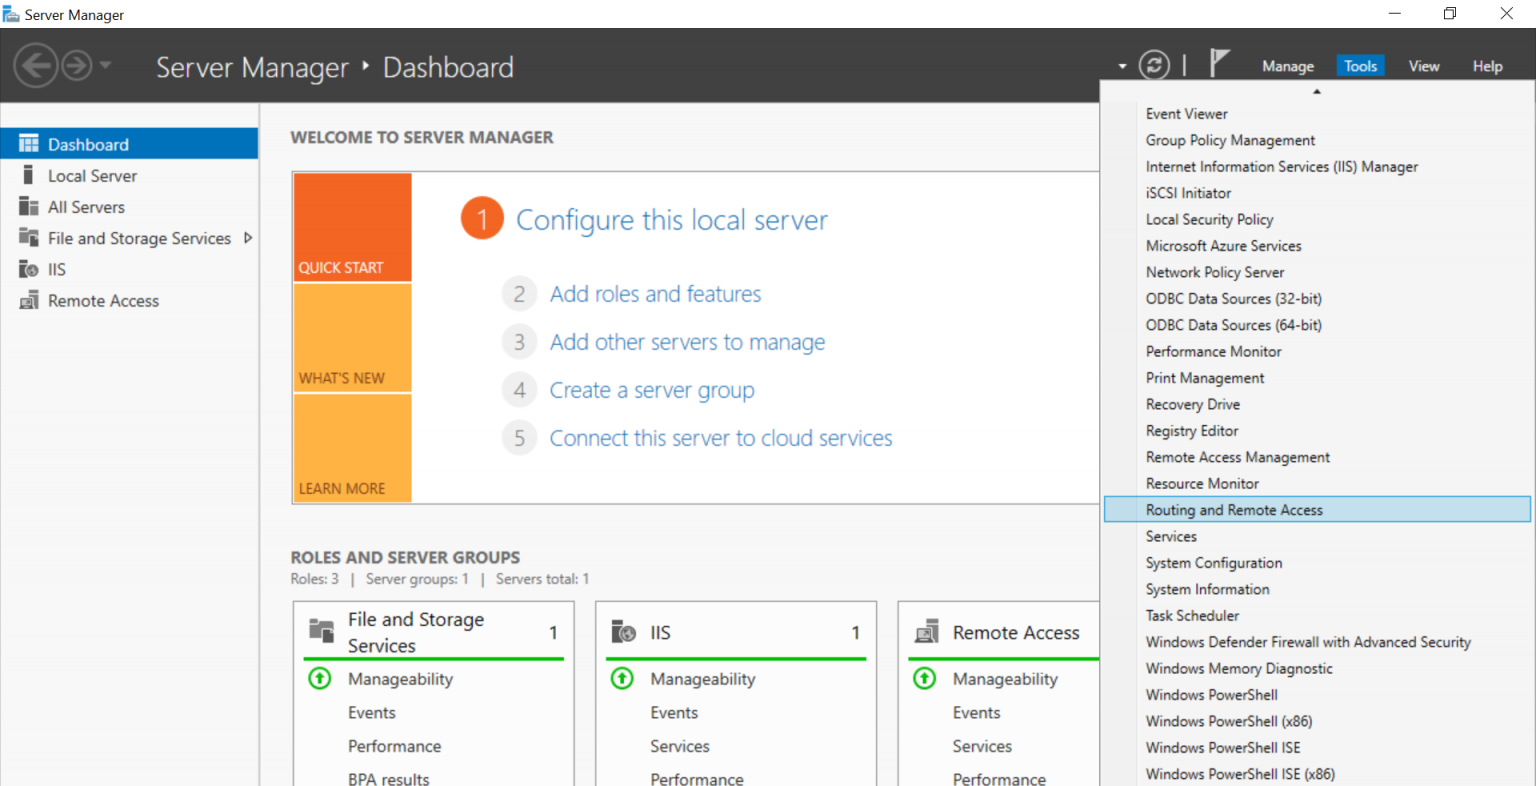 Server Manager
Server Manager ‣ Dashboard
Manage Tools View Help
Dashboard
Local Server
All Servers
File and Storage Services
IIS
Remote Access
WELCOME TO SERVER MANAGER
QUICK START
WHAT'S NEW
LEARN MORE
1 Configure this local server
2 Add roles and features
3 Add other servers to manage
4 Create a server group
5 Connect this server to cloud services
ROLES AND SERVER GROUPS
Roles: 3 | Server groups: 1 | Servers total: 1
File and Storage
Services
1
Manageability
Events
Performance
BPA results
IIS 1
Manageability
Events
Services
Performance
Remote Access
Manageability
Events
Services
Performance
Event Viewer
Group Policy Management
Internet Information Services (IIS) Manager
iSCSI Initiator
Local Security Policy
Microsoft Azure Services
Network Policy Server
ODBC Data Sources (32-bit)
ODBC Data Sources (64-bit)
Performance Monitor
Print Management
Recovery Drive
Registry Editor
Remote Access Management
Resource Monitor
Routing and Remote Access
Services
System Configuration
System Information
Task Scheduler
Windows Defender Firewall with Advanced Security
Windows Memory Diagnostic
Windows PowerShell
Windows PowerShell (x86)
Windows PowerShell ISE
Windows PowerShell ISE (x86)